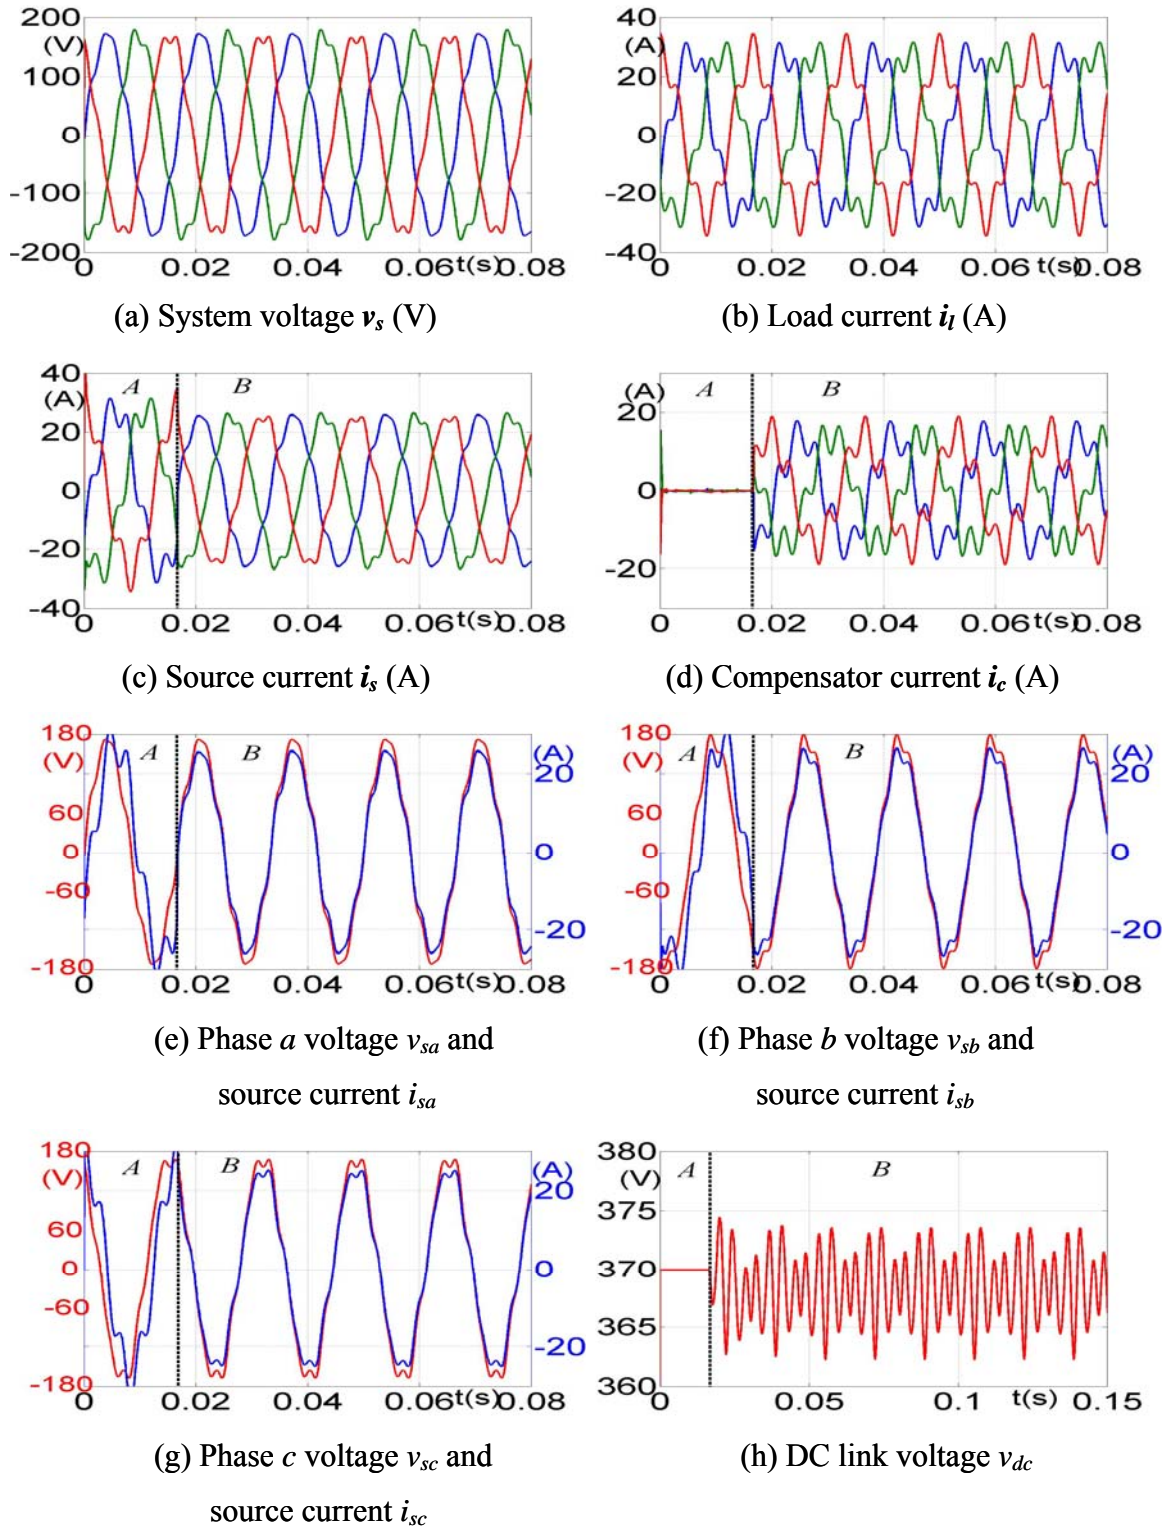 200
(V)
100
0
-100
-200
0 0.02 0.04 0.06 t(s) 0.08
(a) System voltage vs (V)
40
(A)
20
0
-20
-40
0 0.02 0.04 0.06 t(s) 0.08
(b) Load current il (A)
40
(A)
20
0
-20
-40
A B
0 0.02 0.04 0.06 t(s) 0.08
(c) Source current is (A)
(A)
20
0
-20
A B
0 0.02 0.04 0.06 t(s) 0.08
(d) Compensator current ic (A)
180
(V)
60
0
-60
-180
A B
(A)
20
0
-20
0 0.02 0.04 0.06 t(s) 0.08
(e) Phase a voltage vsa and
source current isa
180
(V)
60
0
-60
-180
A B
(A)
20
0
-20
0 0.02 0.04 0.06 t(s) 0.08
(f) Phase b voltage vsb and
source current isb
180
(V)
60
0
-60
-180
A B
(A)
20
0
-20
0 0.02 0.04 0.06 t(s) 0.08
(g) Phase c voltage vsc and
source current isc
380
(V)
375
370
365
360
A B
0 0.05 0.1 t(s) 0.15
(h) DC link voltage vdc